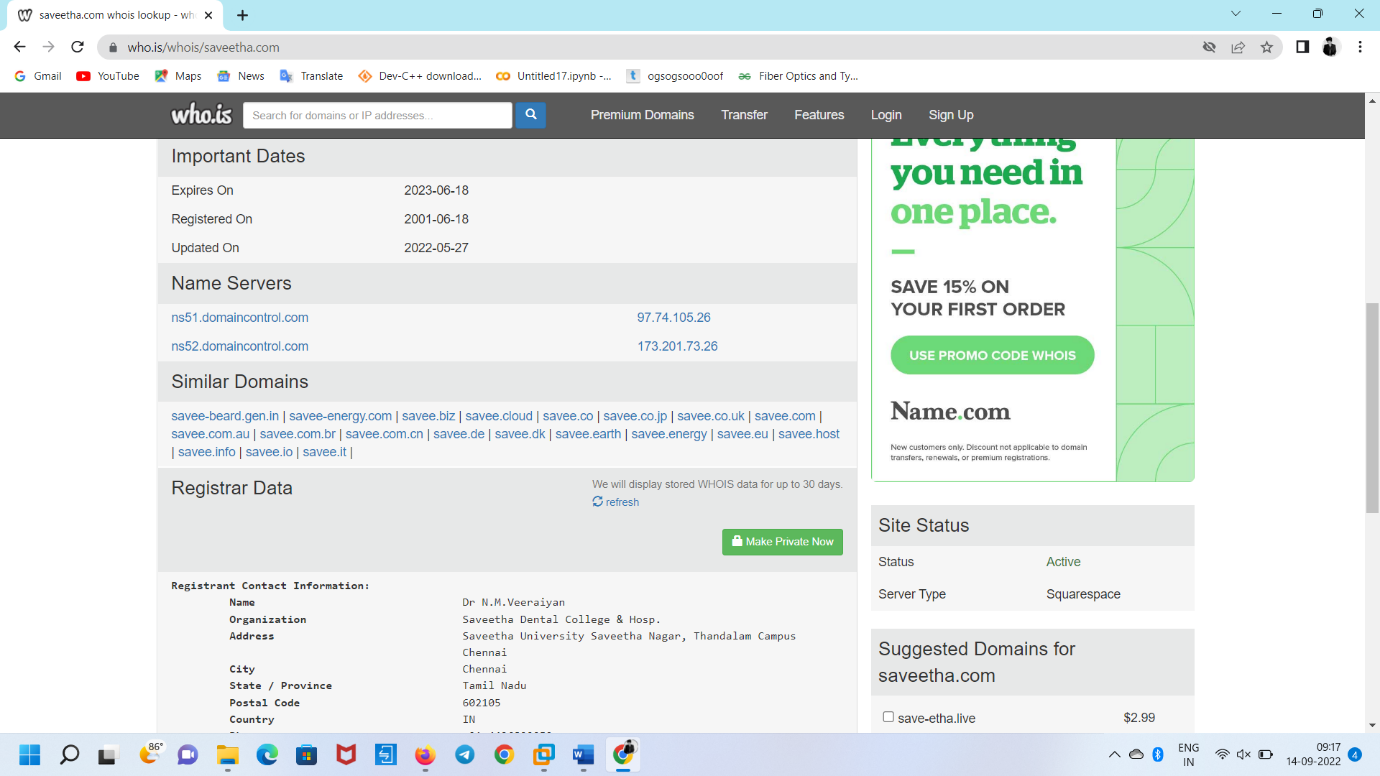 saveetha.com whois lookup - wh
who.is/whois/saveetha.com
Gmail
YouTube
Maps
News
Translate
Dev-C++ download...
Untitled17.ipynb -...
ogsogsooo0oof
Fiber Optics and Ty...
who.is
Search for domains or IP addresses...
Premium Domains
Transfer
Features
Login
Sign Up
Important Dates
Expires On 2023-06-18
Registered On 2001-06-18
Updated On 2022-05-27
Name Servers
ns51.domaincontrol.com 97.74.105.26
ns52.domaincontrol.com 173.201.73.26
Similar Domains
savee-beard.gen.in | savee-energy.com | savee.biz | savee.cloud | savee.co | savee.co.jp | savee.co.uk | savee.com |
savee.com.au | savee.com.br | savee.com.cn | savee.de | savee.dk | savee.earth | savee.energy | savee.eu | savee.host
| savee.info | savee.io | savee.it |
Registrar Data
We will display stored WHOIS data for up to 30 days.
refresh
Make Private Now
Registrant Contact Information:
Name Dr N.M.Veeraiyan
Organization Saveetha Dental College & Hosp.
Address Saveetha University Saveetha Nagar, Thandalam Campus
Chennai
City Chennai
State / Province Tamil Nadu
Postal Code 602105
Country IN
Everything
you need in
one place.
SAVE 15% ON
YOUR FIRST ORDER
USE PROMO CODE WHOIS
Name.com
New customers only. Discount not applicable to domain
transfers, renewals, or premium registrations.
Site Status
Status Active
Server Type Squarespace
Suggested Domains for
saveetha.com
save-etha.live $2.99
86°
ENG
IN
09:17
14-09-2022
4